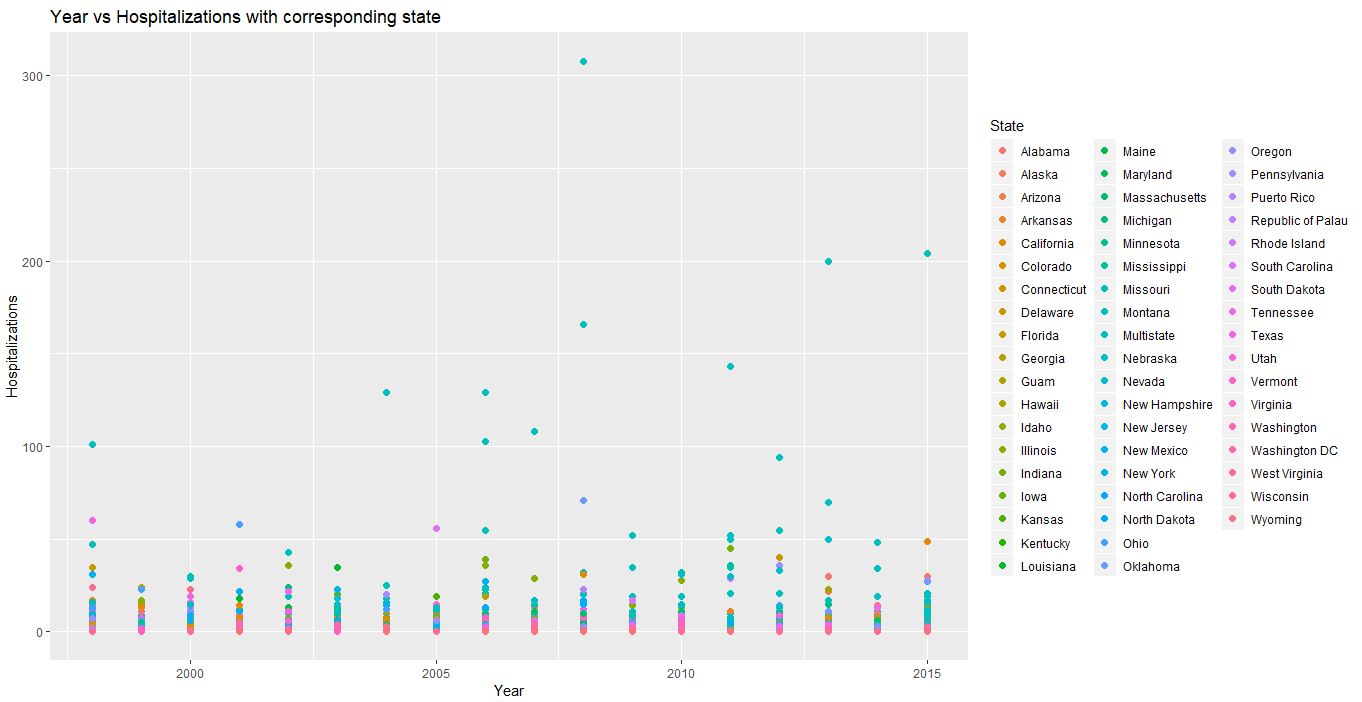 Year vs Hospitalizations with corresponding state
300
200
100
0
Hospitalizations
2000
2005
2010
2015
Year
State
Alabama
Alaska
Arizona
Arkansas
California
Colorado
Connecticut
Delaware
Florida
Georgia
Guam
Hawaii
Idaho
Illinois
Indiana
Iowa
Kansas
Kentucky
Louisiana
Maine
Maryland
Massachusetts
Michigan
Minnesota
Mississippi
Missouri
Montana
Multistate
Nebraska
Nevada
New Hampshire
New Jersey
New Mexico
New York
North Carolina
North Dakota
Ohio
Oklahoma
Oregon
Pennsylvania
Puerto Rico
Republic of Palau
Rhode Island
South Carolina
South Dakota
Tennessee
Texas
Utah
Vermont
Virginia
Washington
Washington DC
West Virginia
Wisconsin
Wyoming